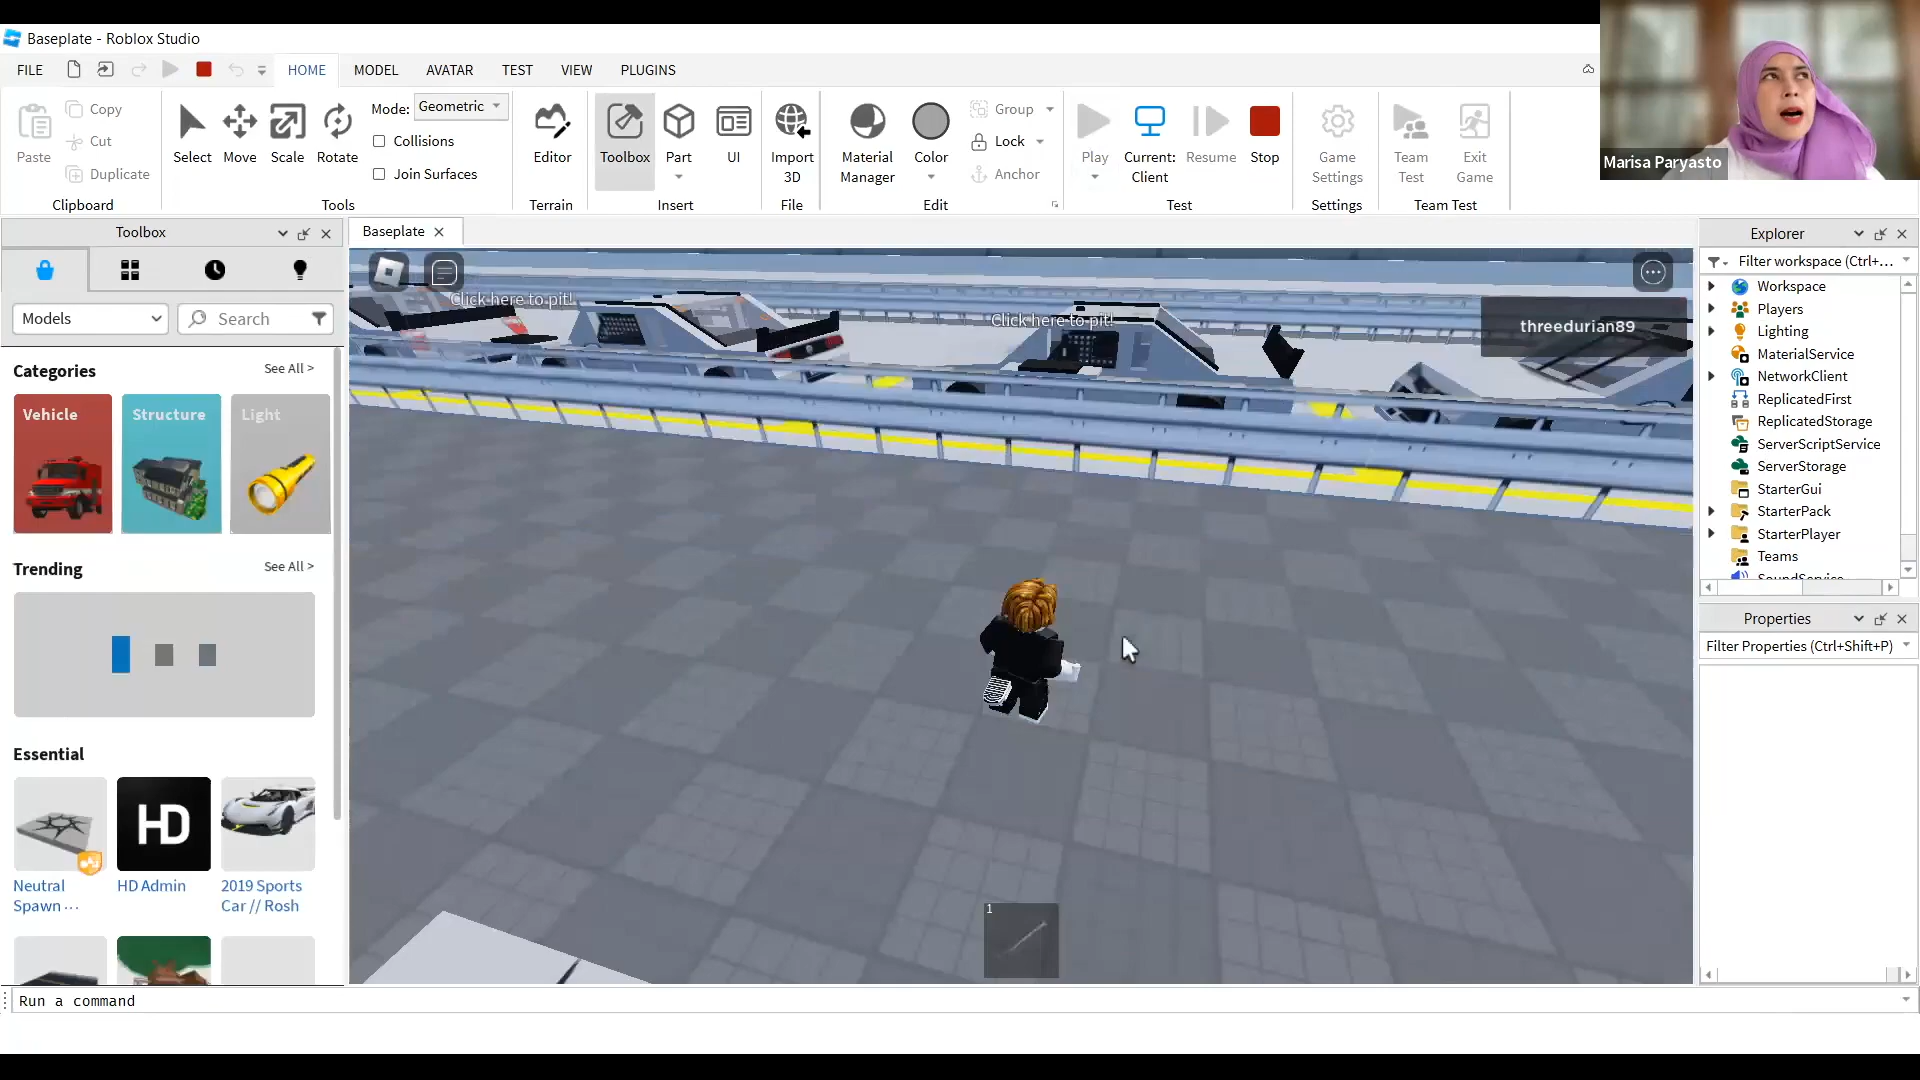 Baseplate - Roblox Studio
FILE
HOME
MODEL
AVATAR
TEST
VIEW
PLUGINS
Paste
Copy
Cut
Duplicate
Clipboard
Select
Move
Scale
Rotate
Mode: Geometric
Collisions
Join Surfaces
Tools
Editor
Terrain
Toolbox
Part
UI
Insert
Import
3D
File
Material
Manager
Color
Group
Lock
Anchor
Edit
Play
Current:
Client
Resume
Stop
Test
Game
Settings
Settings
Team
Test
Exit
Game
Team Test
Marisa Paryasto
Toolbox
Models
Search
Categories
See All >
Vehicle
Structure
Light
Trending
See All >
Essential
HD
Neutral
Spawn ...
HD Admin
2019 Sports
Car // Rosh
Baseplate
Click here to pit!
Click here to pit!
threedurian89
1
Explorer
Filter workspace (Ctrl+...
Workspace
Players
Lighting
MaterialService
NetworkClient
ReplicatedFirst
ReplicatedStorage
ServerScriptService
ServerStorage
StarterGui
StarterPack
StarterPlayer
Teams
SoundService
Properties
Filter Properties (Ctrl+Shift+P)
Run a command